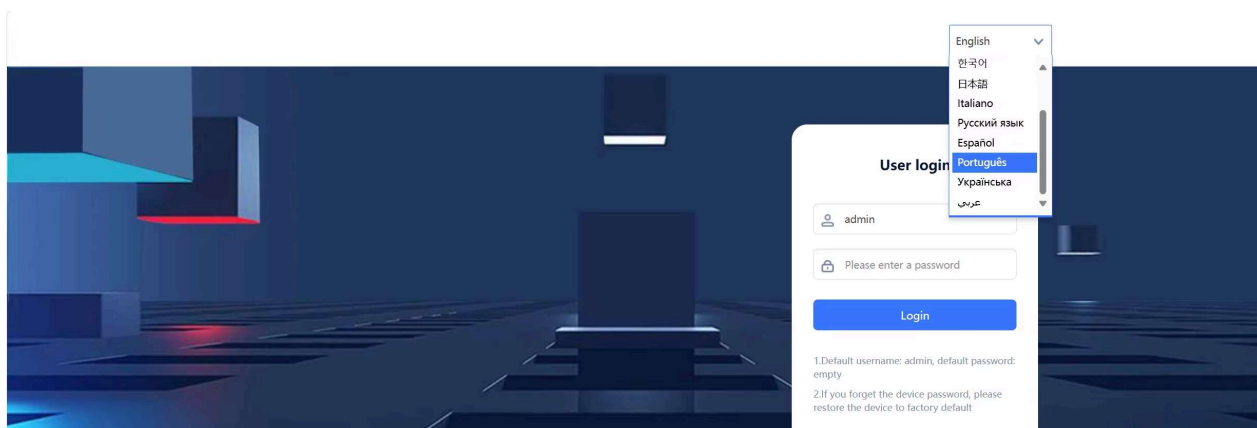 English
한국어
日本語
Italiano
Русский язык
Español
Português
Українська
عربي
User login
admin
Please enter a password
Login
1.Default username: admin, default password:
empty
2.If you forget the device password, please
restore the device to factory default